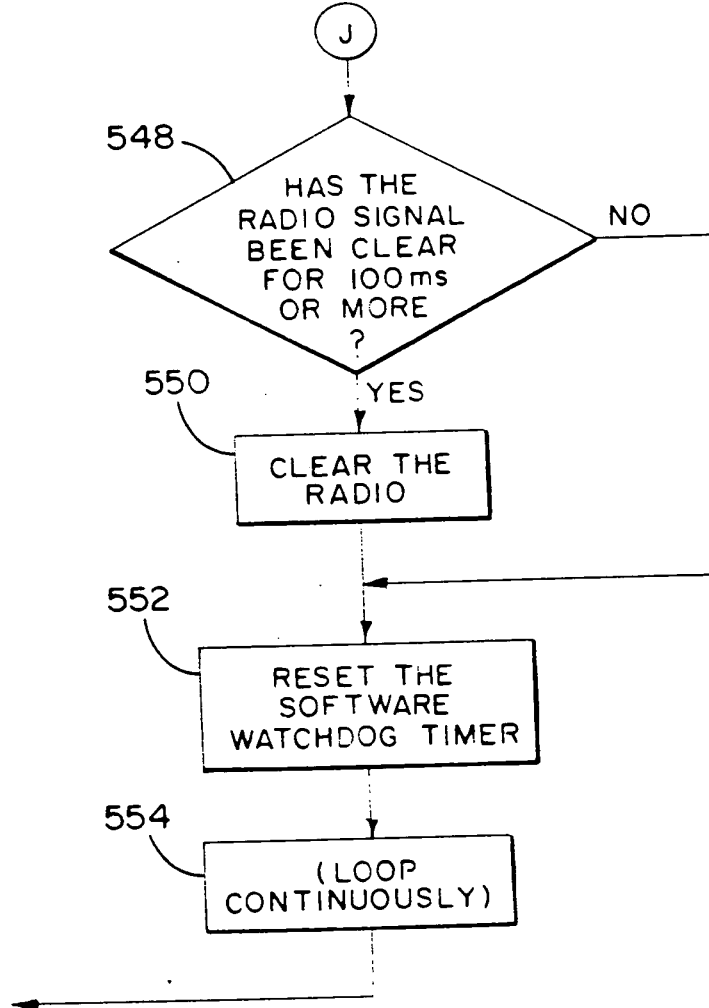 J
548
HAS THE
RADIO SIGNAL
BEEN CLEAR
FOR 100ms
OR MORE
?
NO
YES
550
CLEAR THE
RADIO
552
RESET THE
SOFTWARE
WATCHDOG TIMER
554
(LOOP
CONTINUOUSLY)